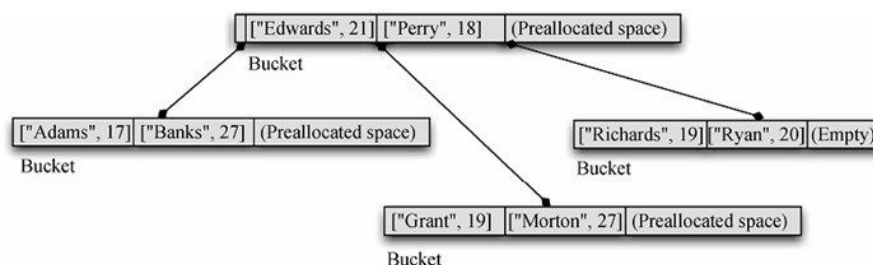 ["Edwards", 21] ["Perry", 18] (Preallocated space)
Bucket
["Adams", 17] ["Banks", 27] (Preallocated space)
Bucket
["Richards", 19] ["Ryan", 20] (Empty)
Bucket
["Grant", 19] ["Morton", 27] (Preallocated space)
Bucket